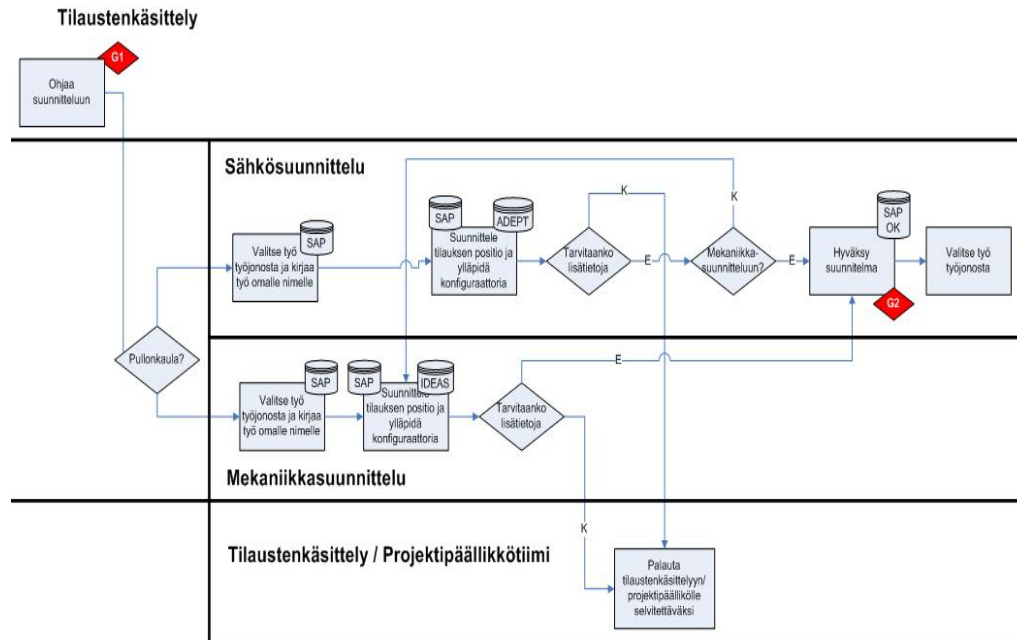 Tilaustenkäsittely
G1
Ohjaa
suunnitteluun
Sähkösuunnittelu
K
K
SAP
OK
SAP
SAP
ADEPT
Valitse työ
työjonosta ja kirjaa
työ omalle nimelle
Suunnittele
tilauksen positio ja
ylläpidä
konfiguraattoria
Tarvitaanko
lisätietoja
E
Mekaniikka-
suunnitteluun?
E
Hyväksy
suunnitelma
Valitse työ
työjonosta
G2
Pullonkaula?
E
SAP
SAP
IDEAS
Valitse työ
työjonosta ja kirjaa
työ omalle nimelle
Suunnittele
tilauksen positio ja
ylläpidä
konfiguraattoria
Tarvitaanko
lisätietoja
Mekaniikkasuunnittelu
K
Tilaustenkäsittely / Projektipäällikkötiimi
Palauta
tilaustenkäsittelyyn/
projektipäällikölle
selvitettäväksi